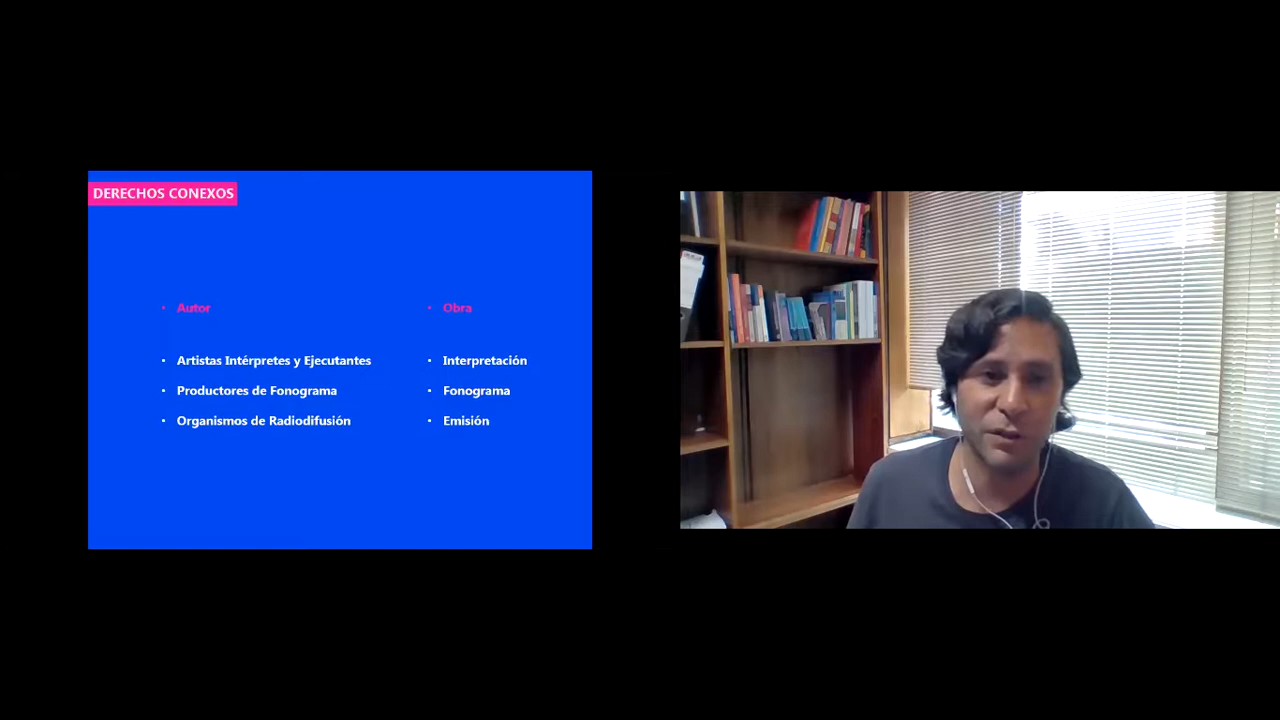 DERECHOS CONEXOS
• Autor
• Obra
• Artistas Intérpretes y Ejecutantes
• Interpretación
• Productores de Fonograma
• Fonograma
• Organismos de Radiodifusión
• Emisión